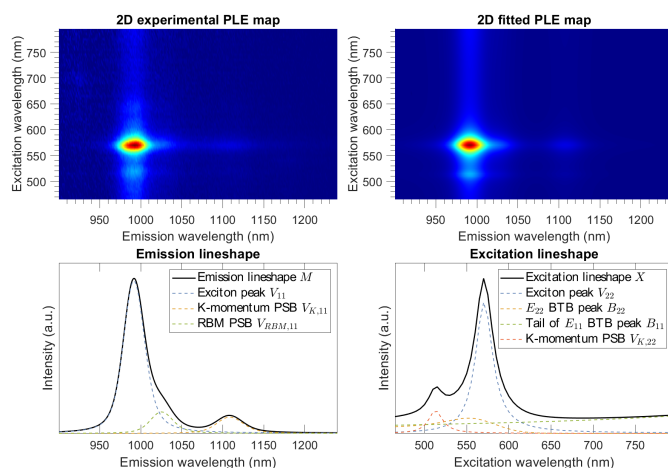 2D experimental PLE map
2D fitted PLE map
Excitation wavelength (nm)
750
700
650
600
550
500
950 1000 1050 1100 1150 1200
Emission wavelength (nm)
Excitation wavelength (nm)
750
700
650
600
550
500
950 1000 1050 1100 1150 1200
Emission wavelength (nm)
Emission lineshape
Intensity (a.u.)
Emission lineshape M
Exciton peak V11
K-momentum PSB VK,11
RBM PSB VRBM,11
950 1000 1050 1100 1150 1200
Emission wavelength (nm)
Excitation lineshape
Intensity (a.u.)
Excitation lineshape X
Exciton peak V22
E22 BTB peak B22
Tail of E11 BTB peak B11
K-momentum PSB VK,22
500 550 600 650 700 750
Excitation wavelength (nm)